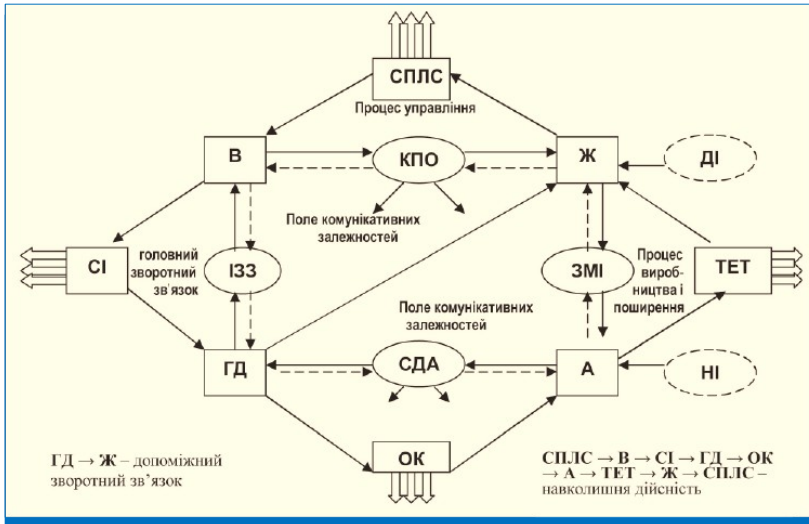 СПЛС
Процес управління
В
КПО
Ж
ДІ
Поле комунікативних
залежностей
СІ
головний
зворотний
зв'язок
ІЗЗ
ЗМІ
Процес
вироб-
ництва і
поширення
ТЕТ
Поле комунікативних
залежностей
ГД
СДА
А
НІ
ОК
ГД → Ж – допоміжний
зворотний зв’язок
СПЛС → В → СІ → ГД → ОК
→ А → ТЕТ → Ж → СПЛС –
навколишня дійсність